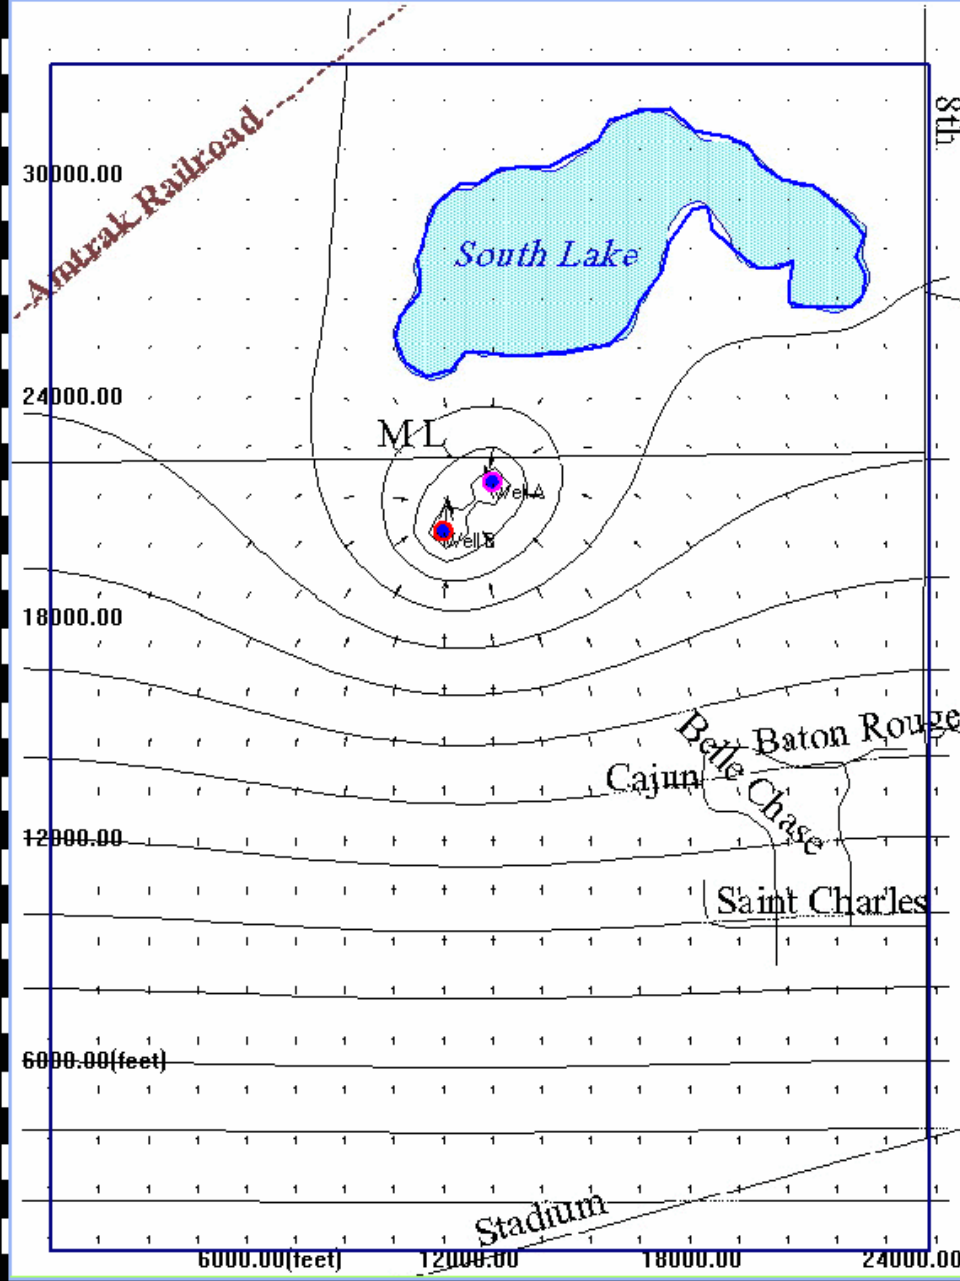 8th
Amtrak Railroad
30000.00
South Lake
24000.00
M L
Well A
Well B
18000.00
Baton Rouge
Belle Chase
Cajun
12000.00
Saint Charles
6000.00(feet)
Stadium
6000.00(feet) 12000.00 18000.00 24000.00